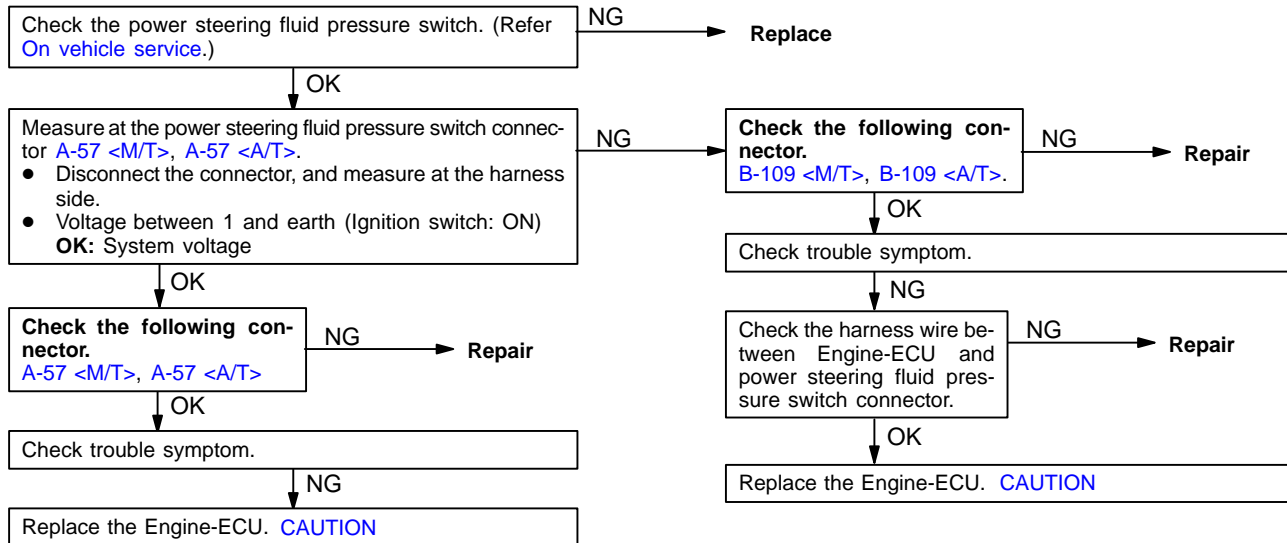 Check the power steering fluid pressure switch. (Refer
On vehicle service.)
NG
Replace
OK
Measure at the power steering fluid pressure switch connec-
tor A-57 <M/T>, A-57 <A/T>.
● Disconnect the connector, and measure at the harness
side.
● Voltage between 1 and earth (Ignition switch: ON)
OK: System voltage
NG
Check the following con-
nector.
B-109 <M/T>, B-109 <A/T>.
NG
Repair
OK
Check trouble symptom.
NG
Check the harness wire be-
tween Engine-ECU and
power steering fluid pres-
sure switch connector.
NG
Repair
OK
Replace the Engine-ECU. CAUTION
OK
Check the following con-
nector.
A-57 <M/T>, A-57 <A/T>
NG
Repair
OK
Check trouble symptom.
NG
Replace the Engine-ECU. CAUTION